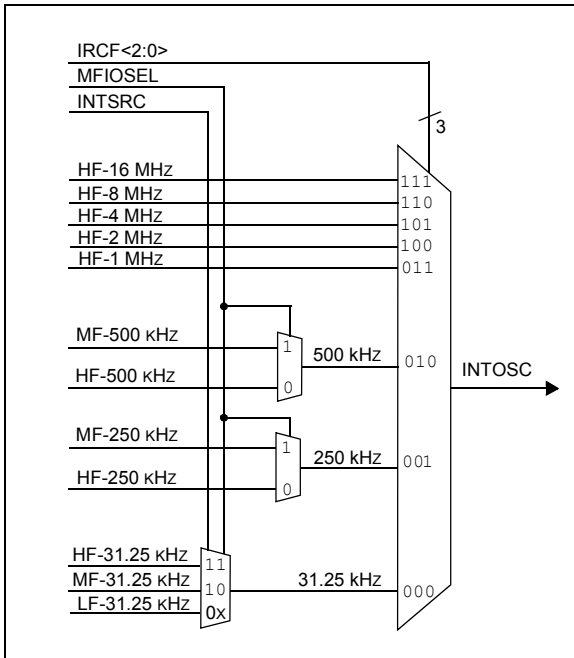 IRCF<2:0>
MFIOSEL
INTSRC
3
HF-16 MHz
111
HF-8 MHz
110
HF-4 MHz
101
HF-2 MHz
100
HF-1 MHz
011
MF-500 KHz
1
500 kHz
010
HF-500 KHz
0
INTOSC
MF-250 KHz
1
250 kHz
001
HF-250 KHz
0
HF-31.25 KHz
11
MF-31.25 KHz
10
31.25 kHz
000
LF-31.25 KHz
0x